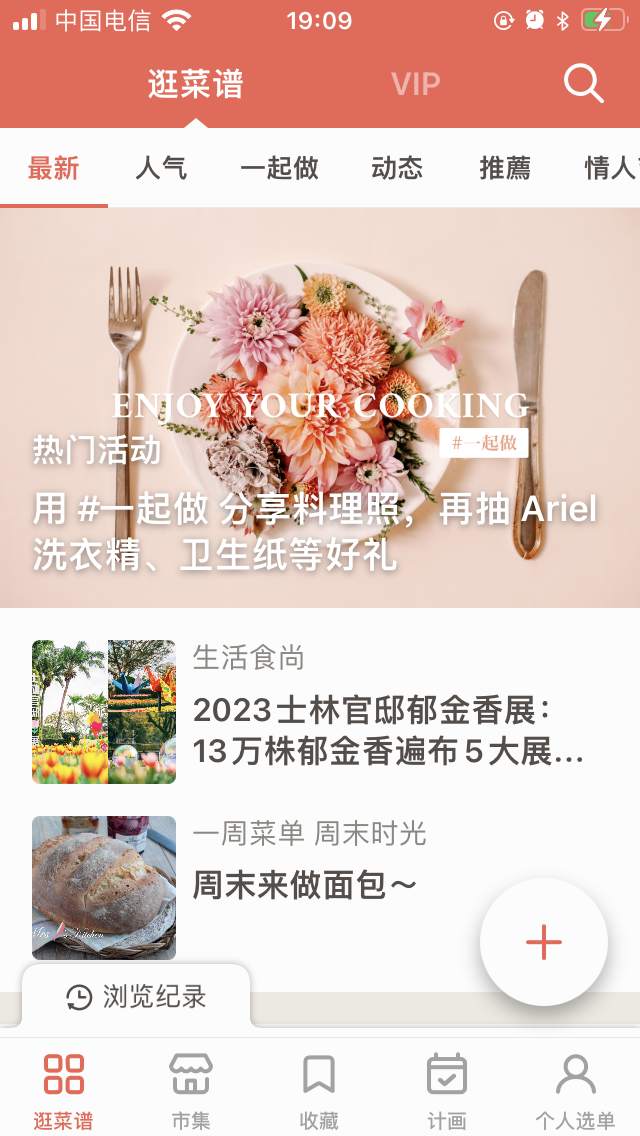 中国电信 19:09
逛菜谱 VIP
最新 人气 一起做 动态 推薦 情人
ENJOY YOUR COOKING
#一起做
热门活动
用 #一起做 分享料理照，再抽 Ariel
洗衣精、卫生纸等好礼
生活食尚
2023士林官邸郁金香展：
13万株郁金香遍布5大展...
一周菜单 周末时光
周末来做面包～
浏览纪录
逛菜谱 市集 收藏 计画 个人选单